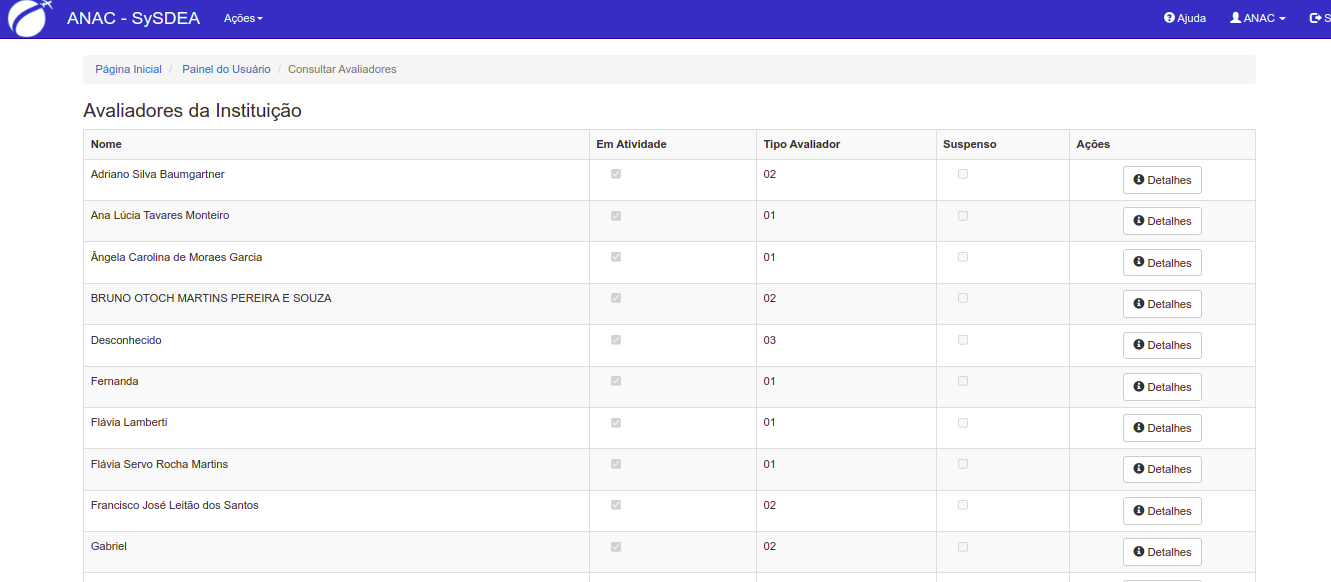 ANAC - SySDEA Ações Ajuda ANAC S
Página Inicial / Painel do Usuário / Consultar Avaliadores
Avaliadores da Instituição
Nome Em Atividade Tipo Avaliador Suspenso Ações
Adriano Silva Baumgartner 02 Detalhes
Ana Lúcia Tavares Monteiro 01 Detalhes
Ângela Carolina de Moraes Garcia 01 Detalhes
BRUNO OTOCH MARTINS PEREIRA E SOUZA 02 Detalhes
Desconhecido 03 Detalhes
Fernanda 01 Detalhes
Flávia Lamberti 01 Detalhes
Flávia Servo Rocha Martins 01 Detalhes
Francisco José Leitão dos Santos 02 Detalhes
Gabriel 02 Detalhes